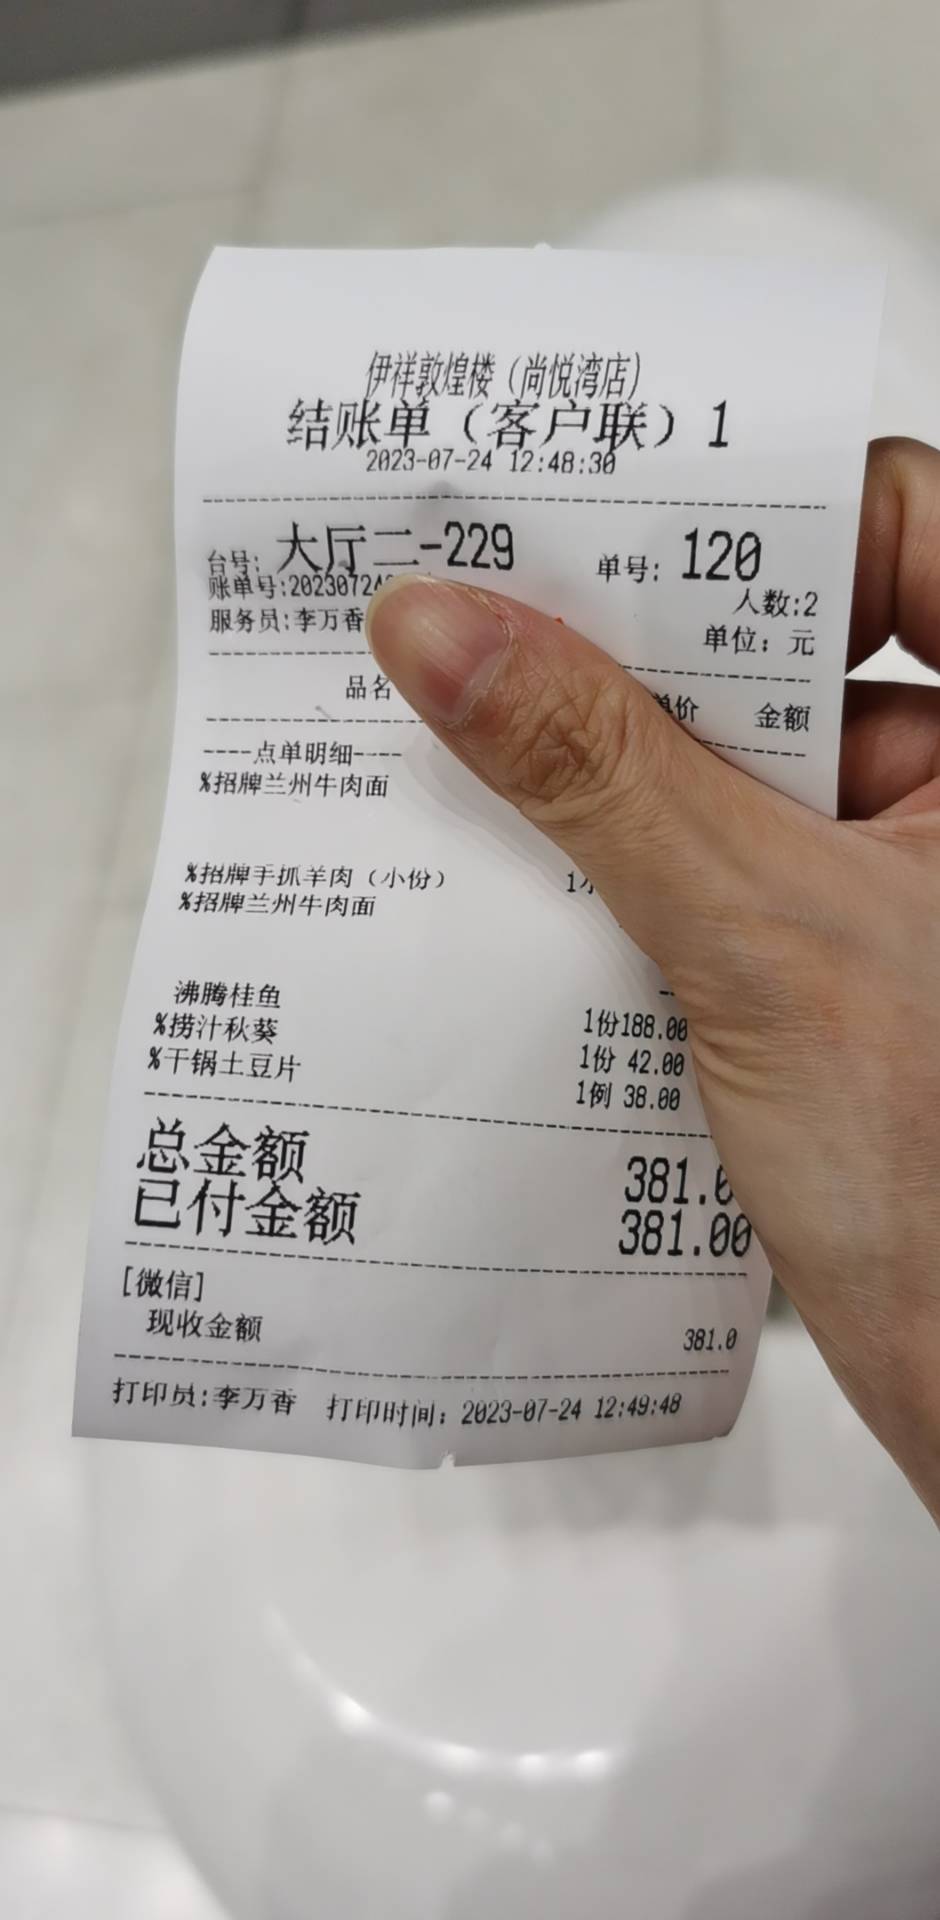 伊祥敦煌楼（尚悦湾店）
结账单（客户联）1
2023-07-24 12:48:30
台号: 大厅二-229 单号: 120
账单号:2023072 人数:2
服务员:李万香 单位：元
品名 单价 金额
----点单明细----
%招牌兰州牛肉面
%招牌手抓羊肉（小份） 1
%招牌兰州牛肉面
沸腾桂鱼 1份188.00
%捞汁秋葵 1份 42.00
%干锅土豆片 1例 38.00
总金额 381.0
已付金额 381.00
[微信]
现收金额 381.0
打印员:李万香 打印时间：2023-07-24 12:49:48